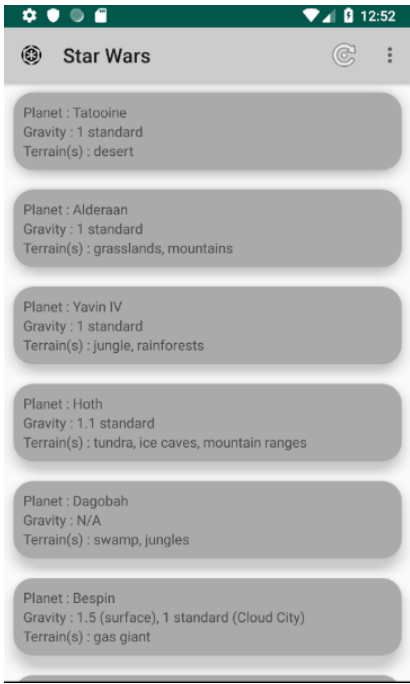 12:52
Star Wars
Planet : Tatooine
Gravity : 1 standard
Terrain(s) : desert
Planet : Alderaan
Gravity : 1 standard
Terrain(s) : grasslands, mountains
Planet : Yavin IV
Gravity : 1 standard
Terrain(s) : jungle, rainforests
Planet : Hoth
Gravity : 1.1 standard
Terrain(s) : tundra, ice caves, mountain ranges
Planet : Dagobah
Gravity : N/A
Terrain(s) : swamp, jungles
Planet : Bespin
Gravity : 1.5 (surface), 1 standard (Cloud City)
Terrain(s) : gas giant